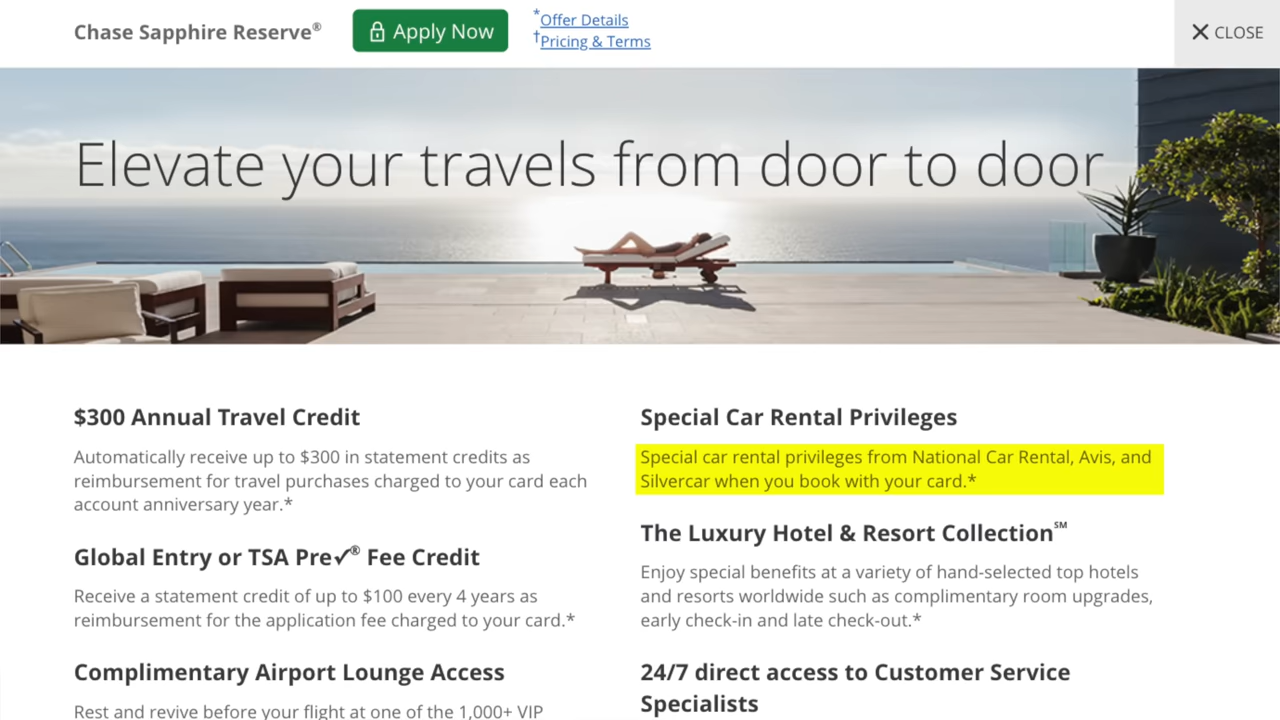 Chase Sapphire Reserve®
Apply Now
*Offer Details
†Pricing & Terms
✕ CLOSE
Elevate your travels from door to door
$300 Annual Travel Credit
Automatically receive up to $300 in statement credits as
reimbursement for travel purchases charged to your card each
account anniversary year.*
Global Entry or TSA Pre✓® Fee Credit
Receive a statement credit of up to $100 every 4 years as
reimbursement for the application fee charged to your card.*
Complimentary Airport Lounge Access
Rest and revive before your flight at one of the 1,000+ VIP
Special Car Rental Privileges
Special car rental privileges from National Car Rental, Avis, and
Silvercar when you book with your card.*
The Luxury Hotel & Resort Collection℠
Enjoy special benefits at a variety of hand-selected top hotels
and resorts worldwide such as complimentary room upgrades,
early check-in and late check-out.*
24/7 direct access to Customer Service
Specialists